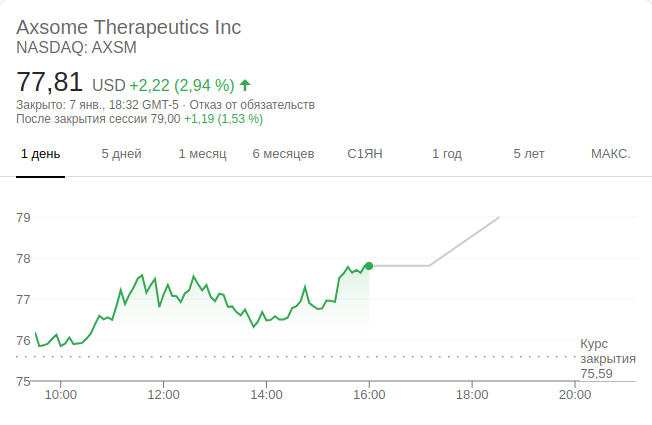 Axsome Therapeutics Inc
NASDAQ: AXSM
77,81 USD +2,22 (2,94 %)
Закрыто: 7 янв., 18:32 GMT-5 · Отказ от обязательств
После закрытия сессии 79,00 +1,19 (1,53 %)
1 день 5 дней 1 месяц 6 месяцев С1ЯН 1 год 5 лет МАКС.
79
78
77
76
Курс
закрытия
75,59
75
10:00 12:00 14:00 16:00 18:00 20:00